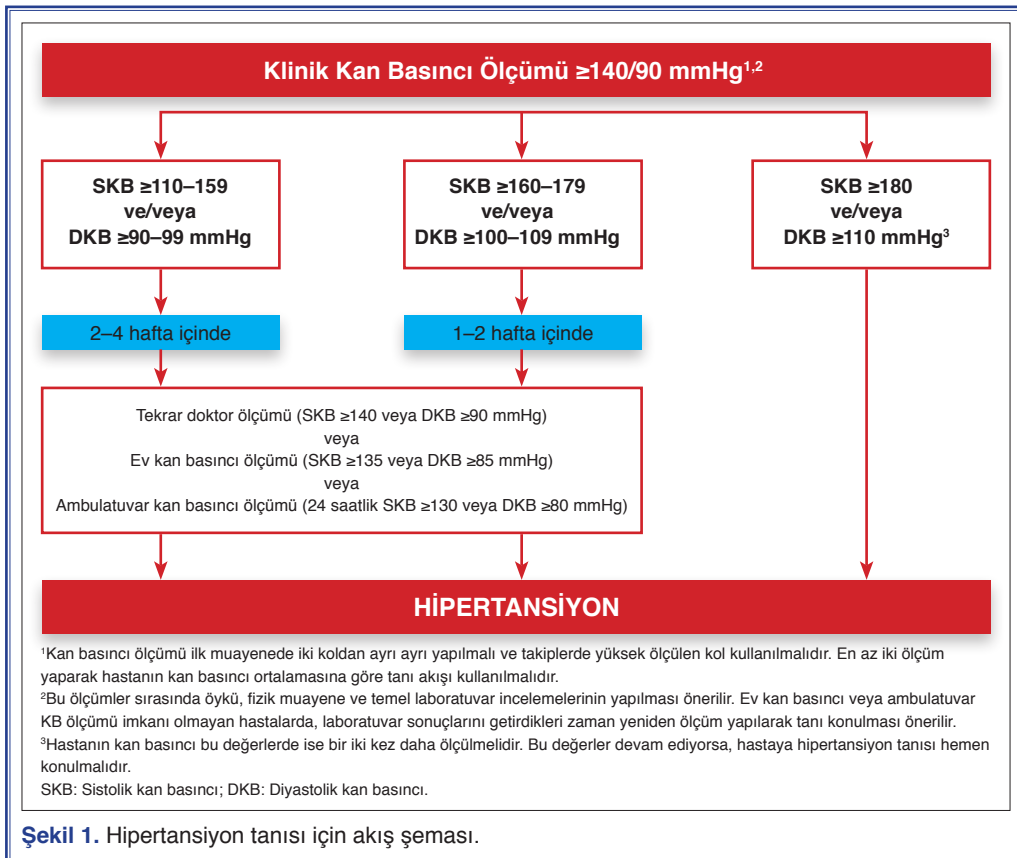 Klinik Kan Basıncı Ölçümü ≥140/90 mmHg¹,²
SKB ≥110–159
ve/veya
DKB ≥90–99 mmHg
SKB ≥160–179
ve/veya
DKB ≥100–109 mmHg
SKB ≥180
ve/veya
DKB ≥110 mmHg³
2–4 hafta içinde
1–2 hafta içinde
Tekrar doktor ölçümü (SKB ≥140 veya DKB ≥90 mmHg)
veya
Ev kan basıncı ölçümü (SKB ≥135 veya DKB ≥85 mmHg)
veya
Ambulatuvar kan basıncı ölçümü (24 saatlik SKB ≥130 veya DKB ≥80 mmHg)
HİPERTANSİYON
¹Kan basıncı ölçümü ilk muayenede iki koldan ayrı ayrı yapılmalı ve takiplerde yüksek ölçülen kol kullanılmalıdır. En az iki ölçüm
yaparak hastanın kan basıncı ortalamasına göre tanı akışı kullanılmalıdır.
²Bu ölçümler sırasında öykü, fizik muayene ve temel laboratuvar incelemelerinin yapılması önerilir. Ev kan basıncı veya ambulatuvar
KB ölçümü imkanı olmayan hastalarda, laboratuvar sonuçlarını getirdikleri zaman yeniden ölçüm yapılarak tanı konulması önerilir.
³Hastanın kan basıncı bu değerlerde ise bir iki kez daha ölçülmelidir. Bu değerler devam ediyorsa, hastaya hipertansiyon tanısı hemen
konulmalıdır.
SKB: Sistolik kan basıncı; DKB: Diyastolik kan basıncı.
Şekil 1. Hipertansiyon tanısı için akış şeması.